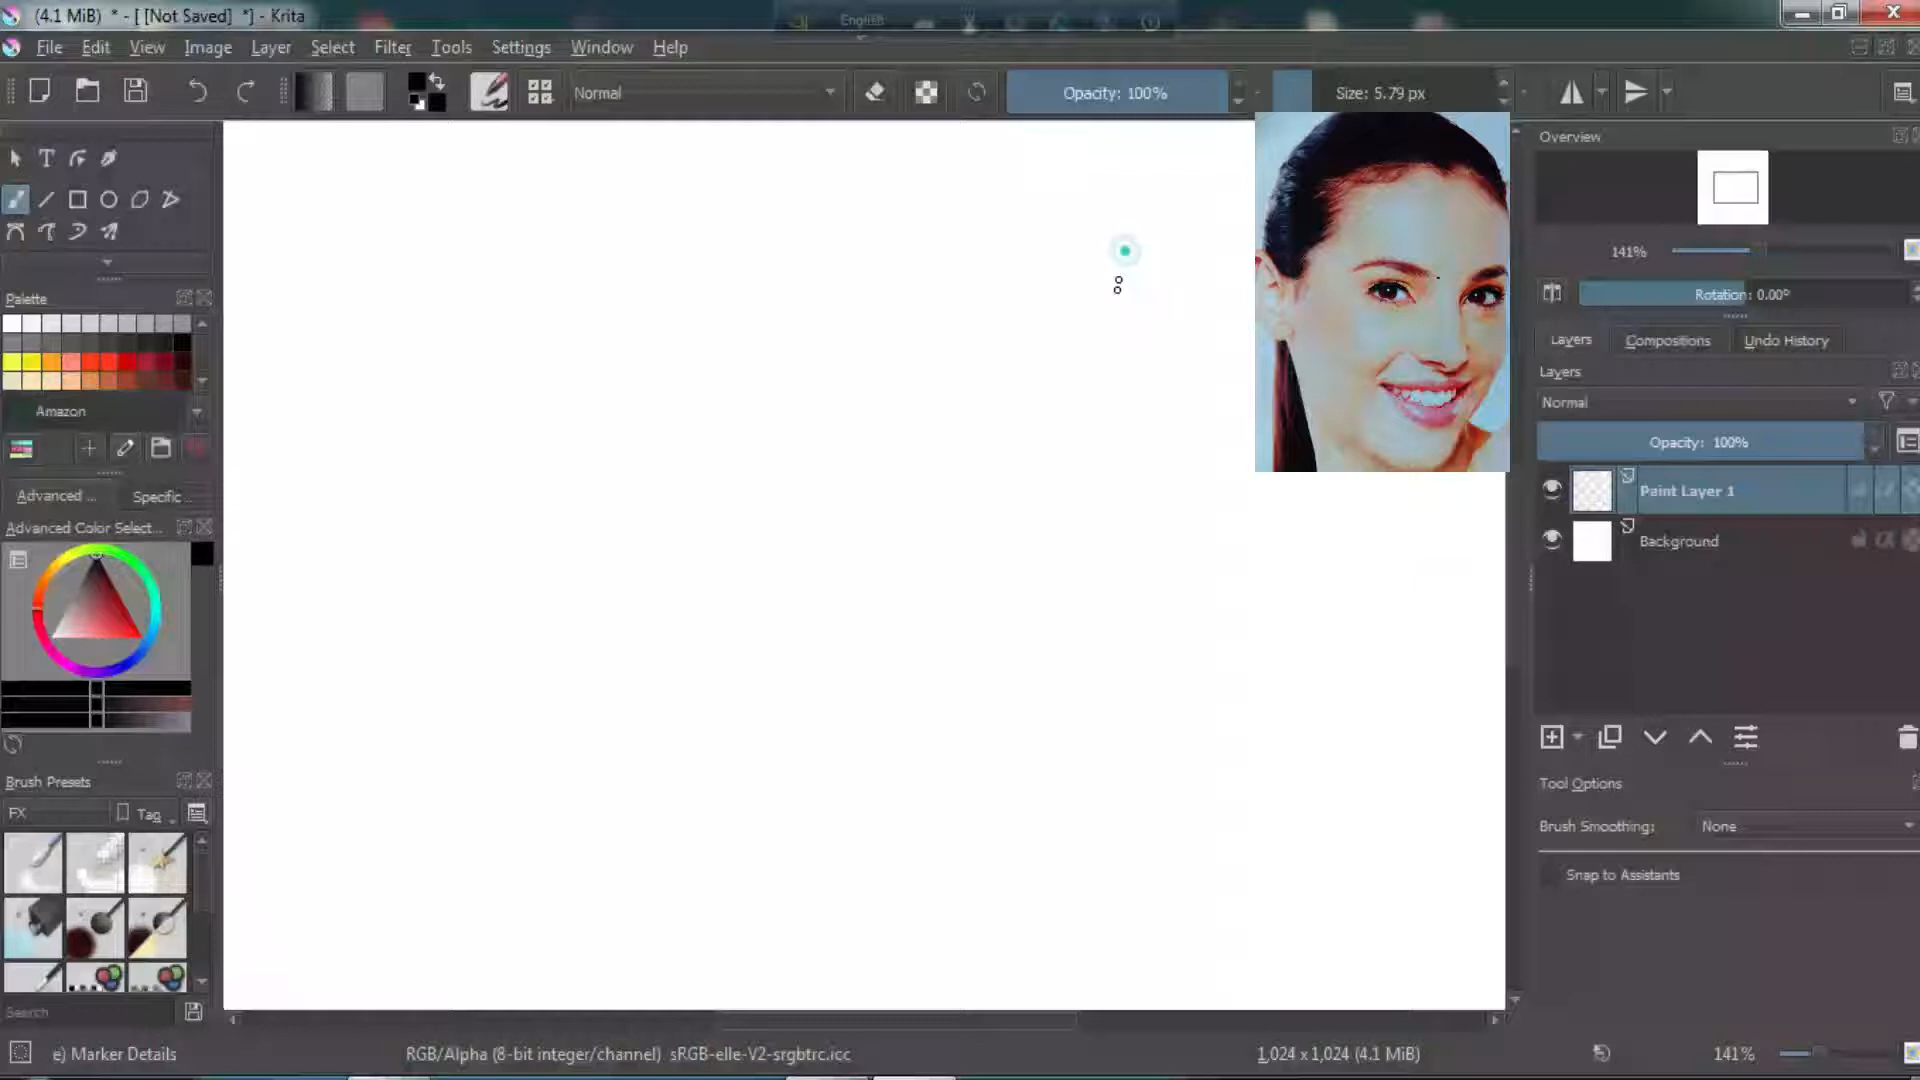 (4.1 MiB) * - [ [Not Saved] *] - Krita
English
File Edit View Image Layer Select Filter Tools Settings Window Help
Normal
Opacity: 100%
Size: 5.79 px
Overview
141%
Rotation: 0.00°
Layers Compositions Undo History
Layers
Normal
Opacity: 100%
Paint Layer 1
Background
Tool Options
Brush Smoothing: None
Snap to Assistants
Palette
Amazon
Advanced ... Specific ...
Advanced Color Select...
Brush Presets
FX Tag
Search
e) Marker Details
RGB/Alpha (8-bit integer/channel) sRGB-elle-V2-srgbtrc.icc
1,024 x 1,024 (4.1 MiB)
141%